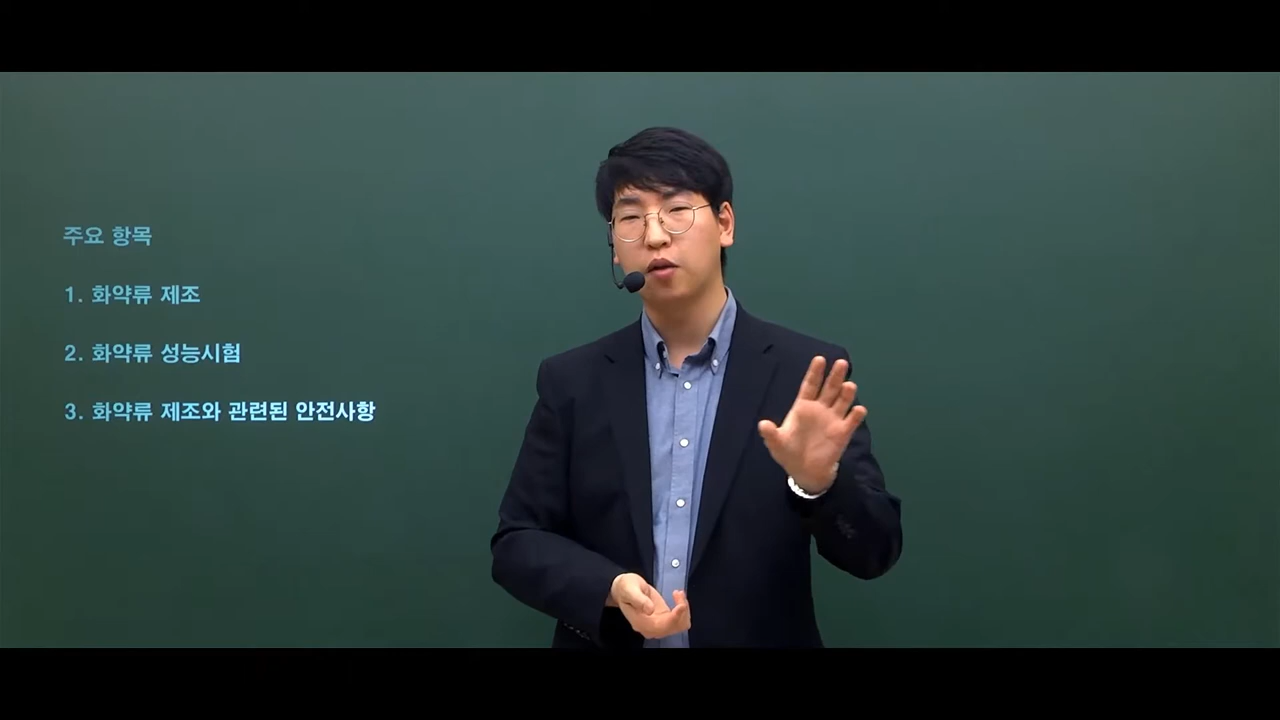 주요 항목
1. 화약류 제조
2. 화약류 성능시험
3. 화약류 제조와 관련된 안전사항